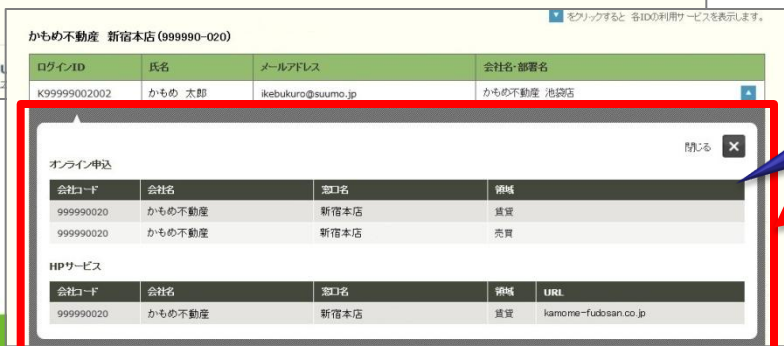 ▼ をクリックすると 各IDの利用サービスを表示します。
かもめ不動産 新宿本店(999990-020)
ログインID 氏名 メールアドレス 会社名・部署名
K99999002002 かもめ 太郎 ikebukuro@suumo.jp かもめ不動産 池袋店 ▲
閉じる ×
オンライン申込
会社コード 会社名 窓口名 領域
999990020 かもめ不動産 新宿本店 賃貸
999990020 かもめ不動産 新宿本店 売買
HPサービス
会社コード 会社名 窓口名 領域 URL
999990020 かもめ不動産 新宿本店 賃貸 kamome-fudosan.co.jp